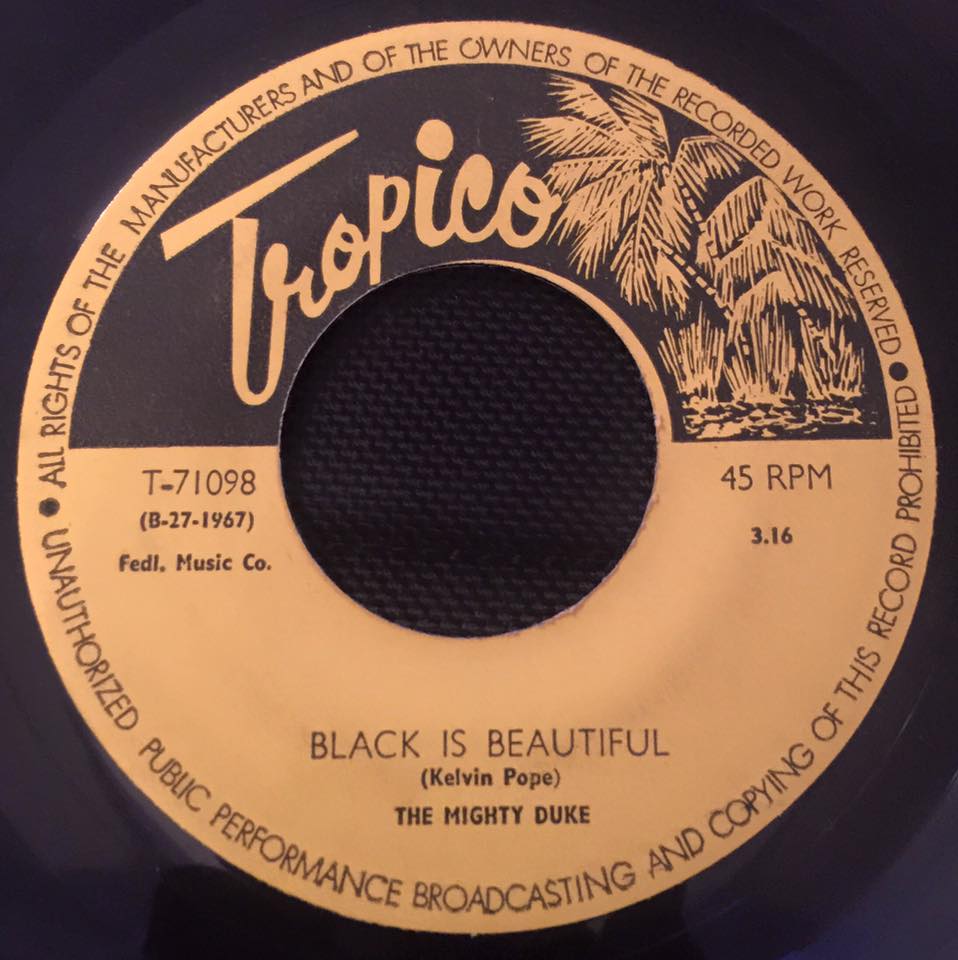 ALL RIGHTS OF THE MANUFACTURERS AND OF THE OWNERS OF THE RECORDED WORK RESERVED •
Tropico
T-71098
(B-27-1967)
Fedl. Music Co.
45 RPM
3.16
BLACK IS BEAUTIFUL
(Kelvin Pope)
THE MIGHTY DUKE
• UNAUTHORIZED PUBLIC PERFORMANCE BROADCASTING AND COPYING OF THIS RECORD PROHIBITED